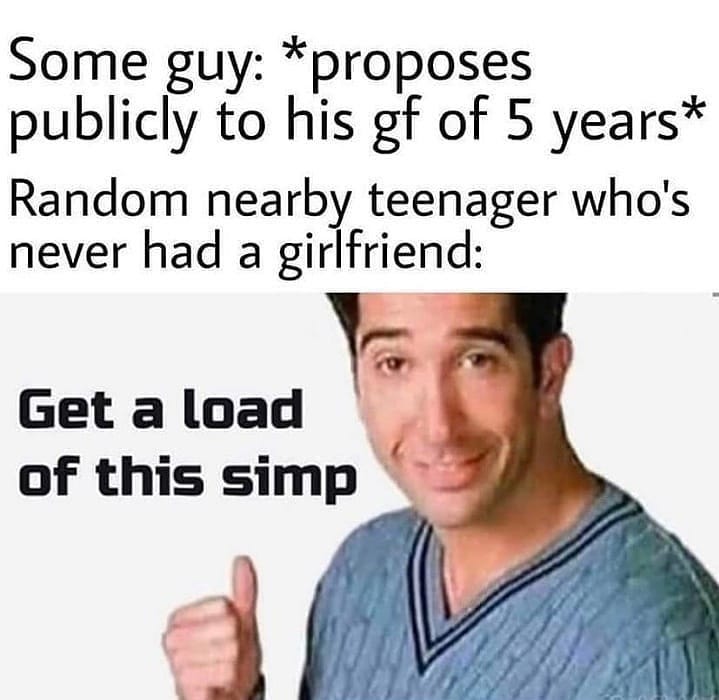 Some guy: *proposes
publicly to his gf of 5 years*
Random nearby teenager who's
never had a girlfriend:
Get a load
of this simp